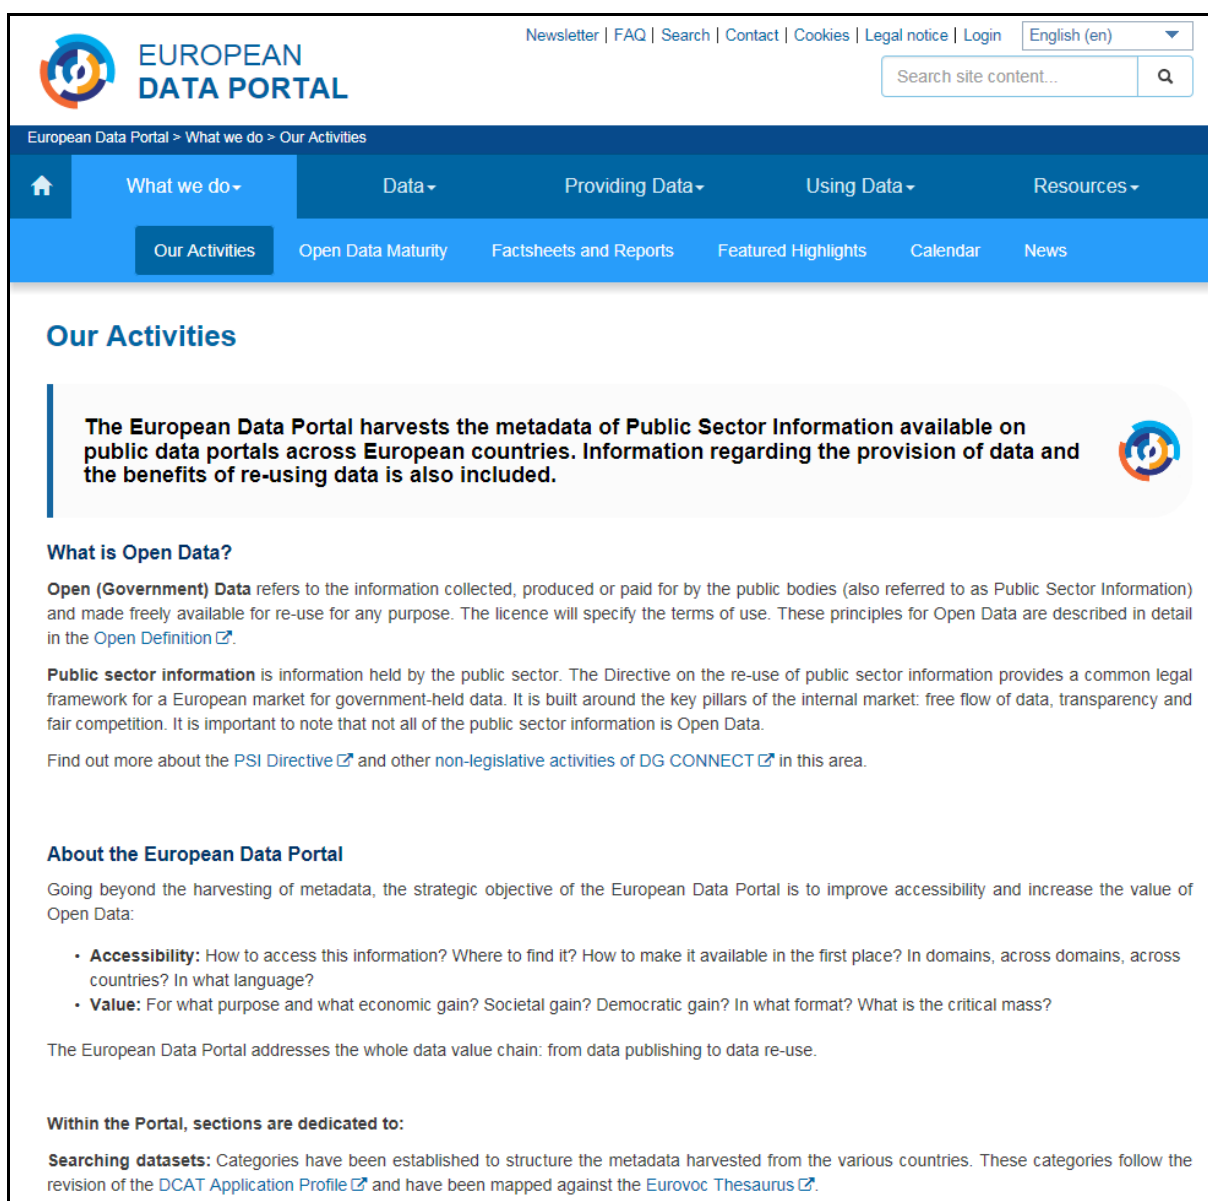 Newsletter | FAQ | Search | Contact | Cookies | Legal notice | Login English (en)
EUROPEAN
DATA PORTAL
Search site content...
European Data Portal > What we do > Our Activities
What we do Data Providing Data Using Data Resources
Our Activities Open Data Maturity Factsheets and Reports Featured Highlights Calendar News
Our Activities
The European Data Portal harvests the metadata of Public Sector Information available on
public data portals across European countries. Information regarding the provision of data and
the benefits of re-using data is also included.
What is Open Data?
Open (Government) Data refers to the information collected, produced or paid for by the public bodies (also referred to as Public Sector Information)
and made freely available for re-use for any purpose. The licence will specify the terms of use. These principles for Open Data are described in detail
in the Open Definition.
Public sector information is information held by the public sector. The Directive on the re-use of public sector information provides a common legal
framework for a European market for government-held data. It is built around the key pillars of the internal market: free flow of data, transparency and
fair competition. It is important to note that not all of the public sector information is Open Data.
Find out more about the PSI Directive and other non-legislative activities of DG CONNECT in this area.
About the European Data Portal
Going beyond the harvesting of metadata, the strategic objective of the European Data Portal is to improve accessibility and increase the value of
Open Data:
• Accessibility: How to access this information? Where to find it? How to make it available in the first place? In domains, across domains, across
countries? In what language?
• Value: For what purpose and what economic gain? Societal gain? Democratic gain? In what format? What is the critical mass?
The European Data Portal addresses the whole data value chain: from data publishing to data re-use.
Within the Portal, sections are dedicated to:
Searching datasets: Categories have been established to structure the metadata harvested from the various countries. These categories follow the
revision of the DCAT Application Profile and have been mapped against the Eurovoc Thesaurus.